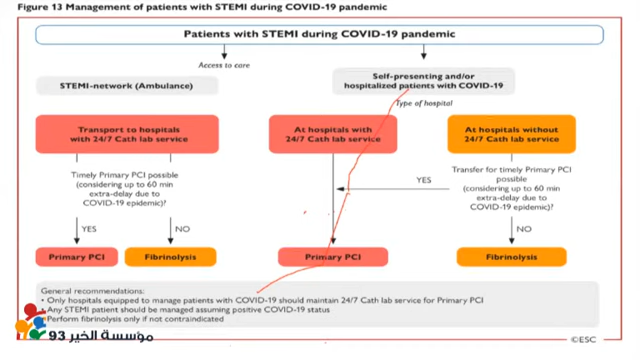 Figure 13 Management of patients with STEMI during COVID-19 pandemic
Patients with STEMI during COVID-19 pandemic
Access to care
STEMI-network (Ambulance)
Self-presenting and/or
hospitalized patients with COVID-19
Type of hospital
Transport to hospitals
with 24/7 Cath lab service
At hospitals with
24/7 Cath lab service
At hospitals without
24/7 Cath lab service
Timely Primary PCI possible
(considering up to 60 min
extra-delay due to
COVID-19 epidemic)?
YES
Transfer for timely Primary PCI
possible
(considering up to 60 min
extra-delay due to
COVID-19 epidemic)?
YES
NO
NO
Primary PCI
Fibrinolysis
Primary PCI
Fibrinolysis
General recommendations:
• Only hospitals equipped to manage patients with COVID-19 should maintain 24/7 Cath lab service for Primary PCI
• Any STEMI patient should be managed assuming positive COVID-19 status
• Perform fibrinolysis only if not contraindicated
مؤسسة الخير 93
©ESC